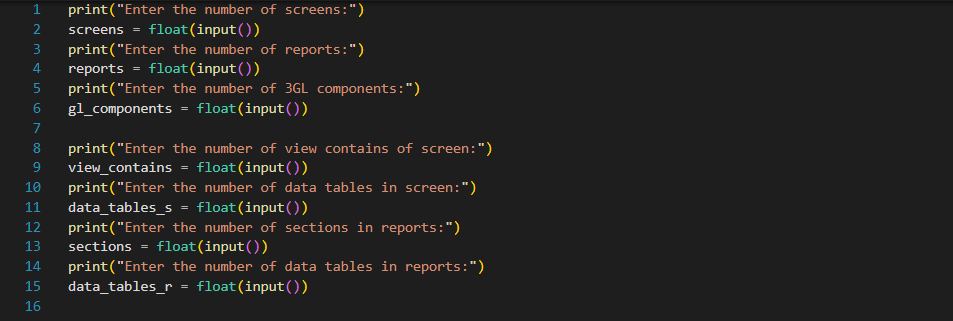 1 print("Enter the number of screens:")
2 screens = float(input())
3 print("Enter the number of reports:")
4 reports = float(input())
5 print("Enter the number of 3GL components:")
6 gl_components = float(input())
7
8 print("Enter the number of view contains of screen:")
9 view_contains = float(input())
10 print("Enter the number of data tables in screen:")
11 data_tables_s = float(input())
12 print("Enter the number of sections in reports:")
13 sections = float(input())
14 print("Enter the number of data tables in reports:")
15 data_tables_r = float(input())
16